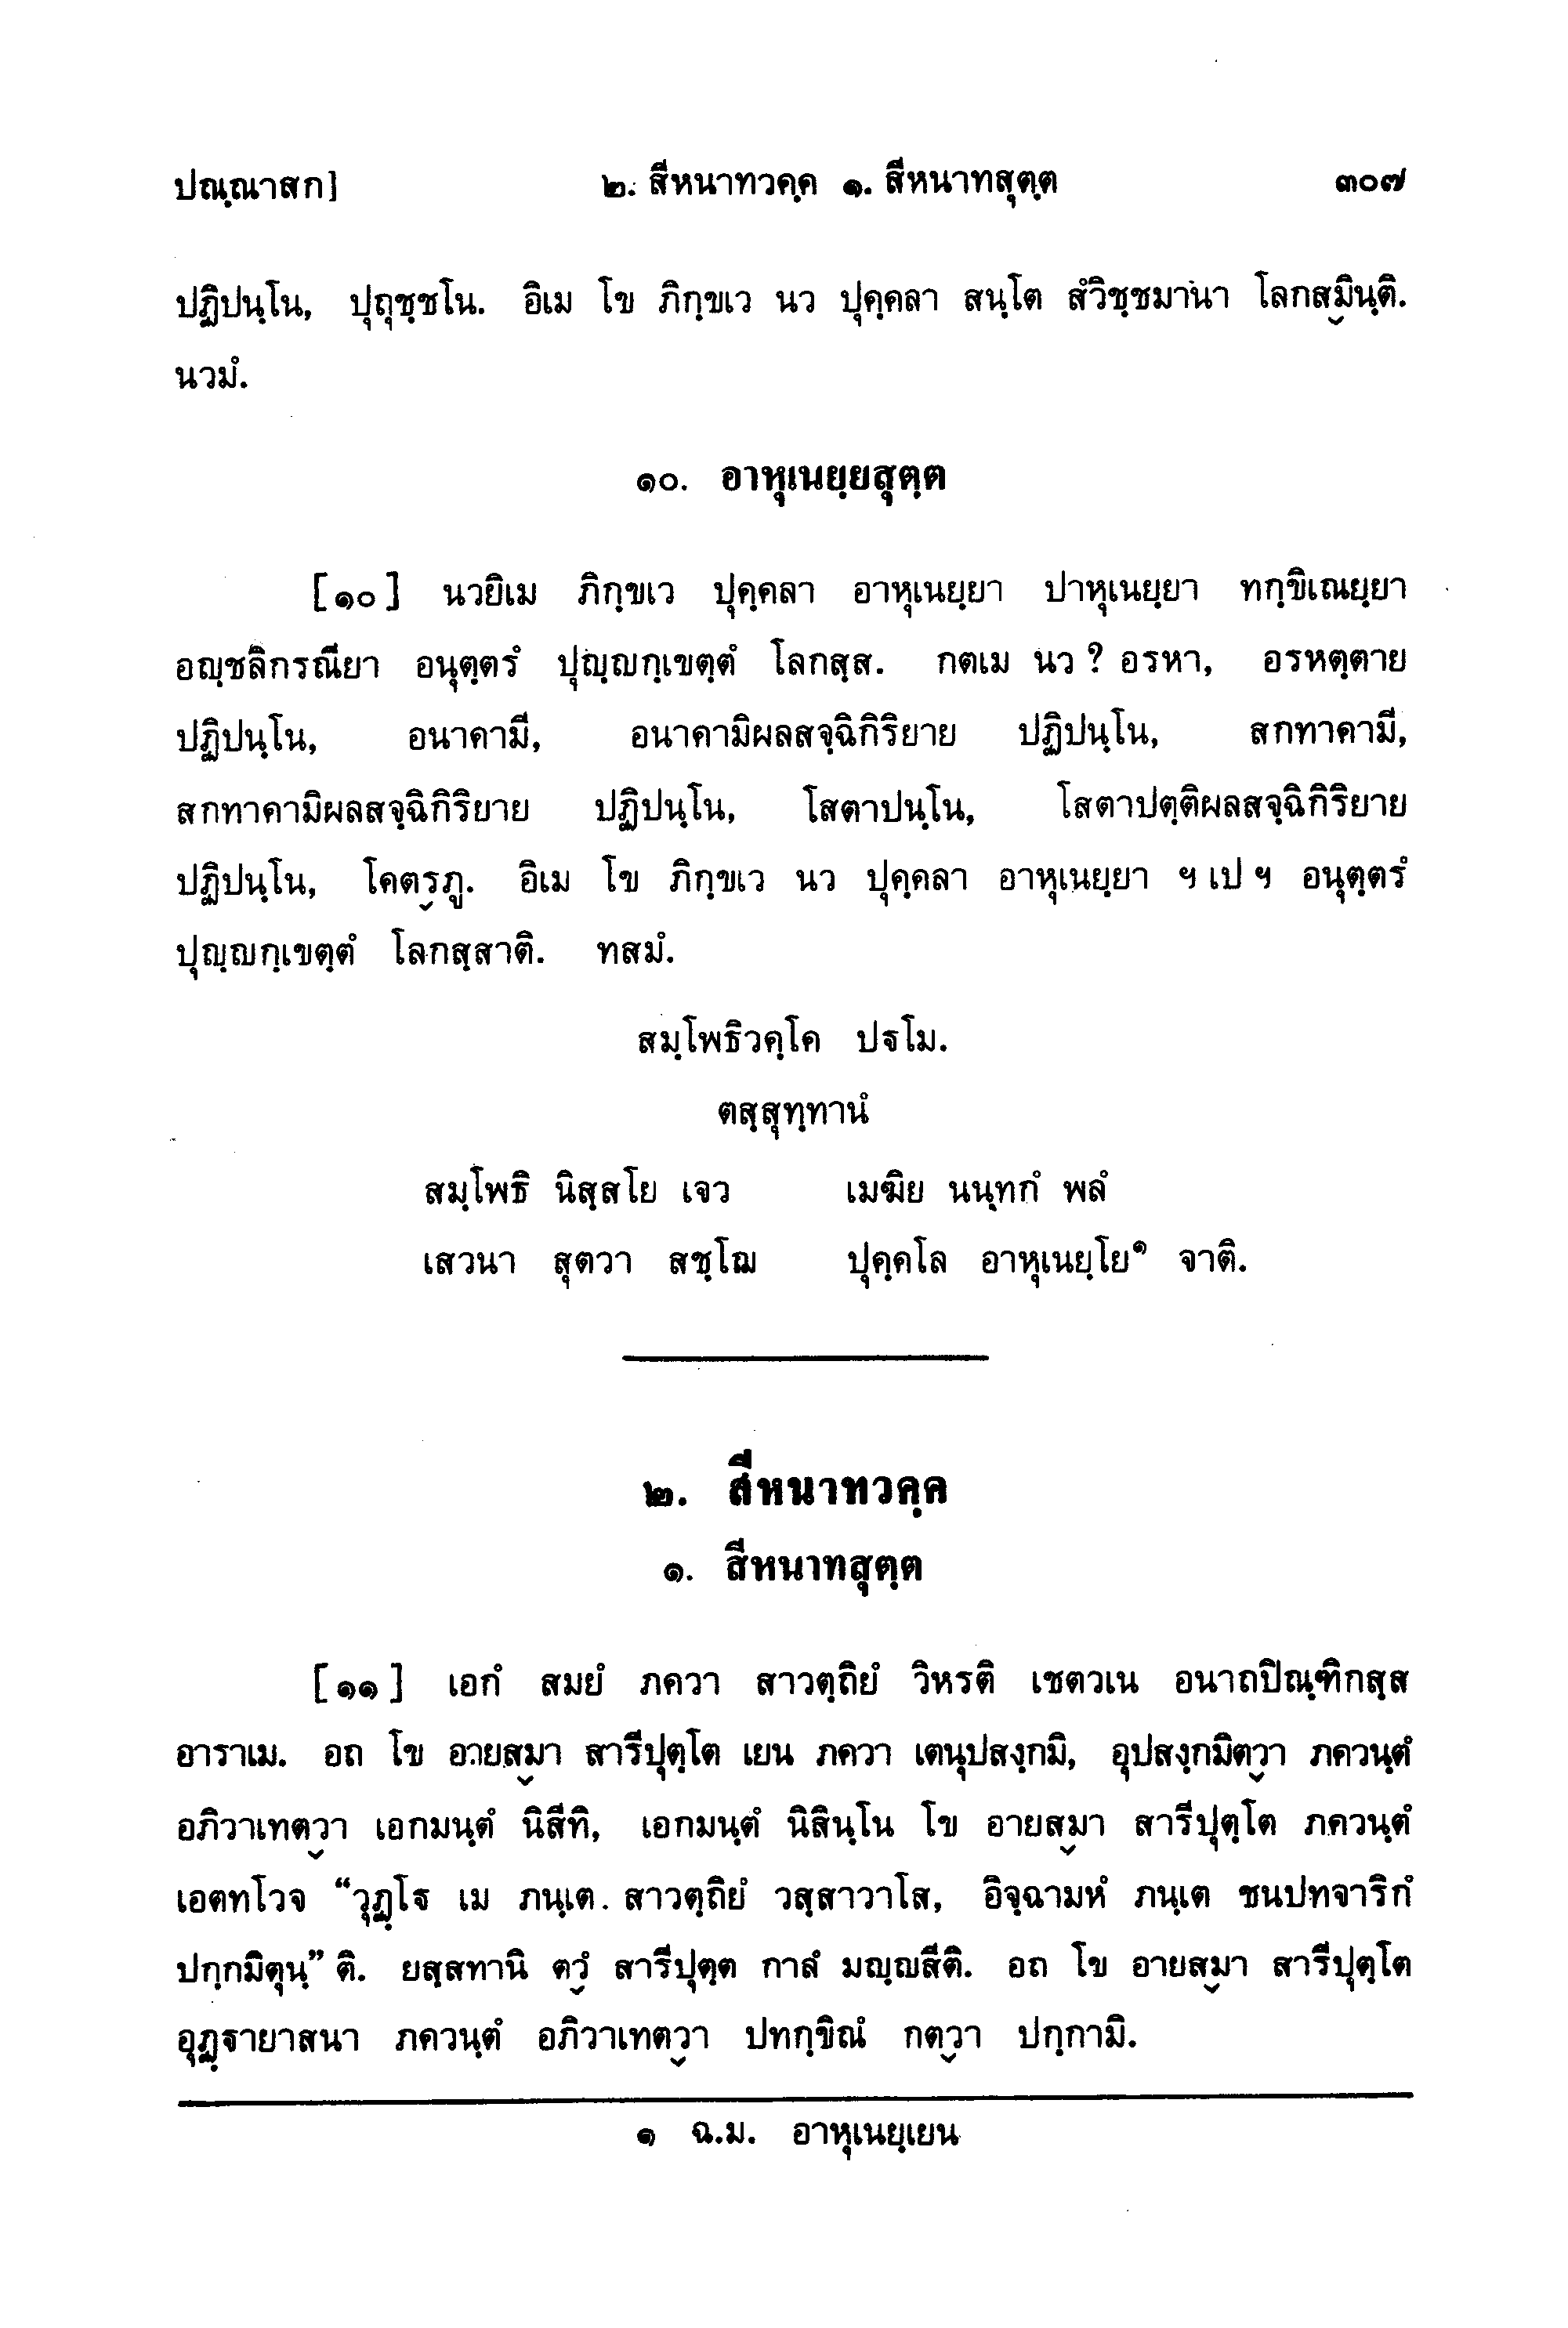 ปณฺณาสก]	๒. สีหนาทวคฺค ๑. สีหนาทสุตฺต	๓๐๗
ปฏิปนฺโน, ปุถุชฺชโน. อิเม โข ภิกฺขเว นว ปุคฺคลา สนฺโต สํวิชฺชมานา โลกสฺมินฺติ.
นวมํ.
๑๐. อาหุเนยฺยสุตฺต
[๑๐] นวยิเม ภิกฺขเว ปุคฺคลา อาหุเนยฺยา ปาหุเนยฺยา ทกฺขิเณยฺยา
อญฺชลิกรณียา อนุตฺตรํ ปุญฺญกฺเขตฺตํ โลกสฺส. กตเม นว ? อรหา, อรหตฺตาย
ปฏิปนฺโน, อนาคามี, อนาคามิผลสจฺฉิกิริยาย ปฏิปนฺโน, สกทาคามี,
สกทาคามิผลสจฺฉิกิริยาย ปฏิปนฺโน, โสตาปนฺโน, โสตาปตฺติผลสจฺฉิกิริยาย
ปฏิปนฺโน, โคตฺรภู. อิเม โข ภิกฺขเว นว ปุคฺคลา อาหุเนยฺยา ฯ เป ฯ อนุตฺตรํ
ปุญฺญกฺเขตฺตํ โลกสฺสาติ. ทสมํ.
สมฺโพธิวคฺโค ปฐโม.
ตสฺสุทฺทานํ
สมฺโพธิ นิสฺสโย เจว เมฆิย นนฺทกํ พลํ
เสวนา สุตวา สชฺโฌ ปุคฺคโล อาหุเนยฺโย๑ จาติ.
๒. สีหนาทวคฺค
๑. สีหนาทสุตฺต
[๑๑] เอกํ สมยํ ภควา สาวตฺถิยํ วิหรติ เชตวเน อนาถปิณฺฑิกสฺส
อาราเม. อถ โข อายสฺมา สารีปุตฺโต เยน ภควา เตนุปสงฺกมิ, อุปสงฺกมิตฺวา ภควนฺตํ
อภิวาเทตฺวา เอกมนฺตํ นิสีทิ, เอกมนฺตํ นิสินฺโน โข อายสฺมา สารีปุตฺโต ภควนฺตํ
เอตทโวจ “วุฏฺโฐ เม ภนฺเต สาวตฺถิยํ วสฺสาวาโส, อิจฺฉามหํ ภนฺเต ชนปทจาริกํ
ปกฺกมิตุนฺ” ติ. ยสฺสทานิ ตฺวํ สารีปุตฺต กาลํ มญฺญสีติ. อถ โข อายสฺมา สารีปุตฺโต
อุฏฺฐายาสนา ภควนฺตํ อภิวาเทตฺวา ปทกฺขิณํ กตฺวา ปกฺกามิ.
๑ ฉ.ม. อาหุเนยฺเยน